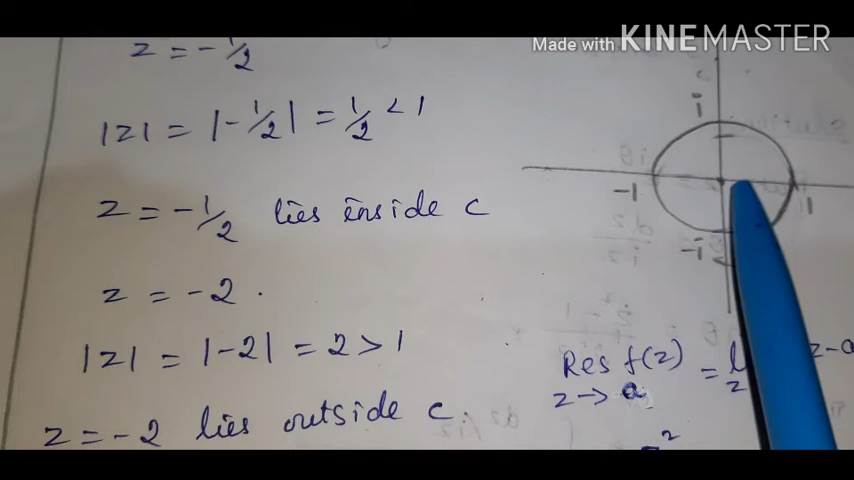 Made with KINEMASTER
z = -1/2
|z| = |-1/2| = 1/2 < 1
z = -1/2 lies inside C
z = -2.
|z| = |-2| = 2 > 1
z = -2 lies outside C.
i
-1
1
-i
Res f(z) =
z → a
z - a
z
2